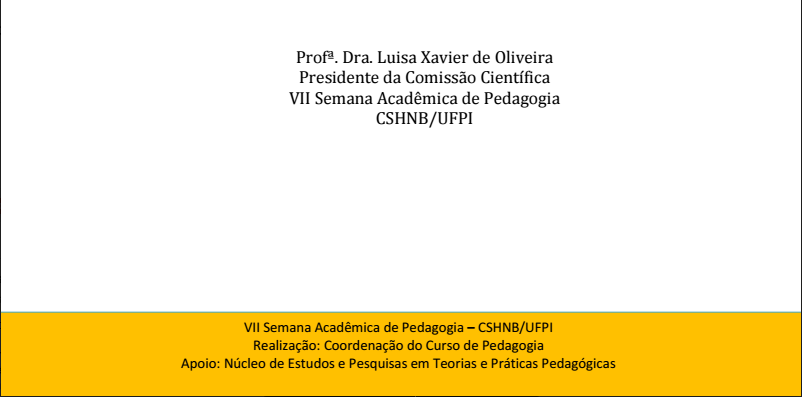 Profª. Dra. Luisa Xavier de Oliveira
Presidente da Comissão Científica
VII Semana Acadêmica de Pedagogia
CSHNB/UFPI
VII Semana Acadêmica de Pedagogia – CSHNB/UFPI
Realização: Coordenação do Curso de Pedagogia
Apoio: Núcleo de Estudos e Pesquisas em Teorias e Práticas Pedagógicas